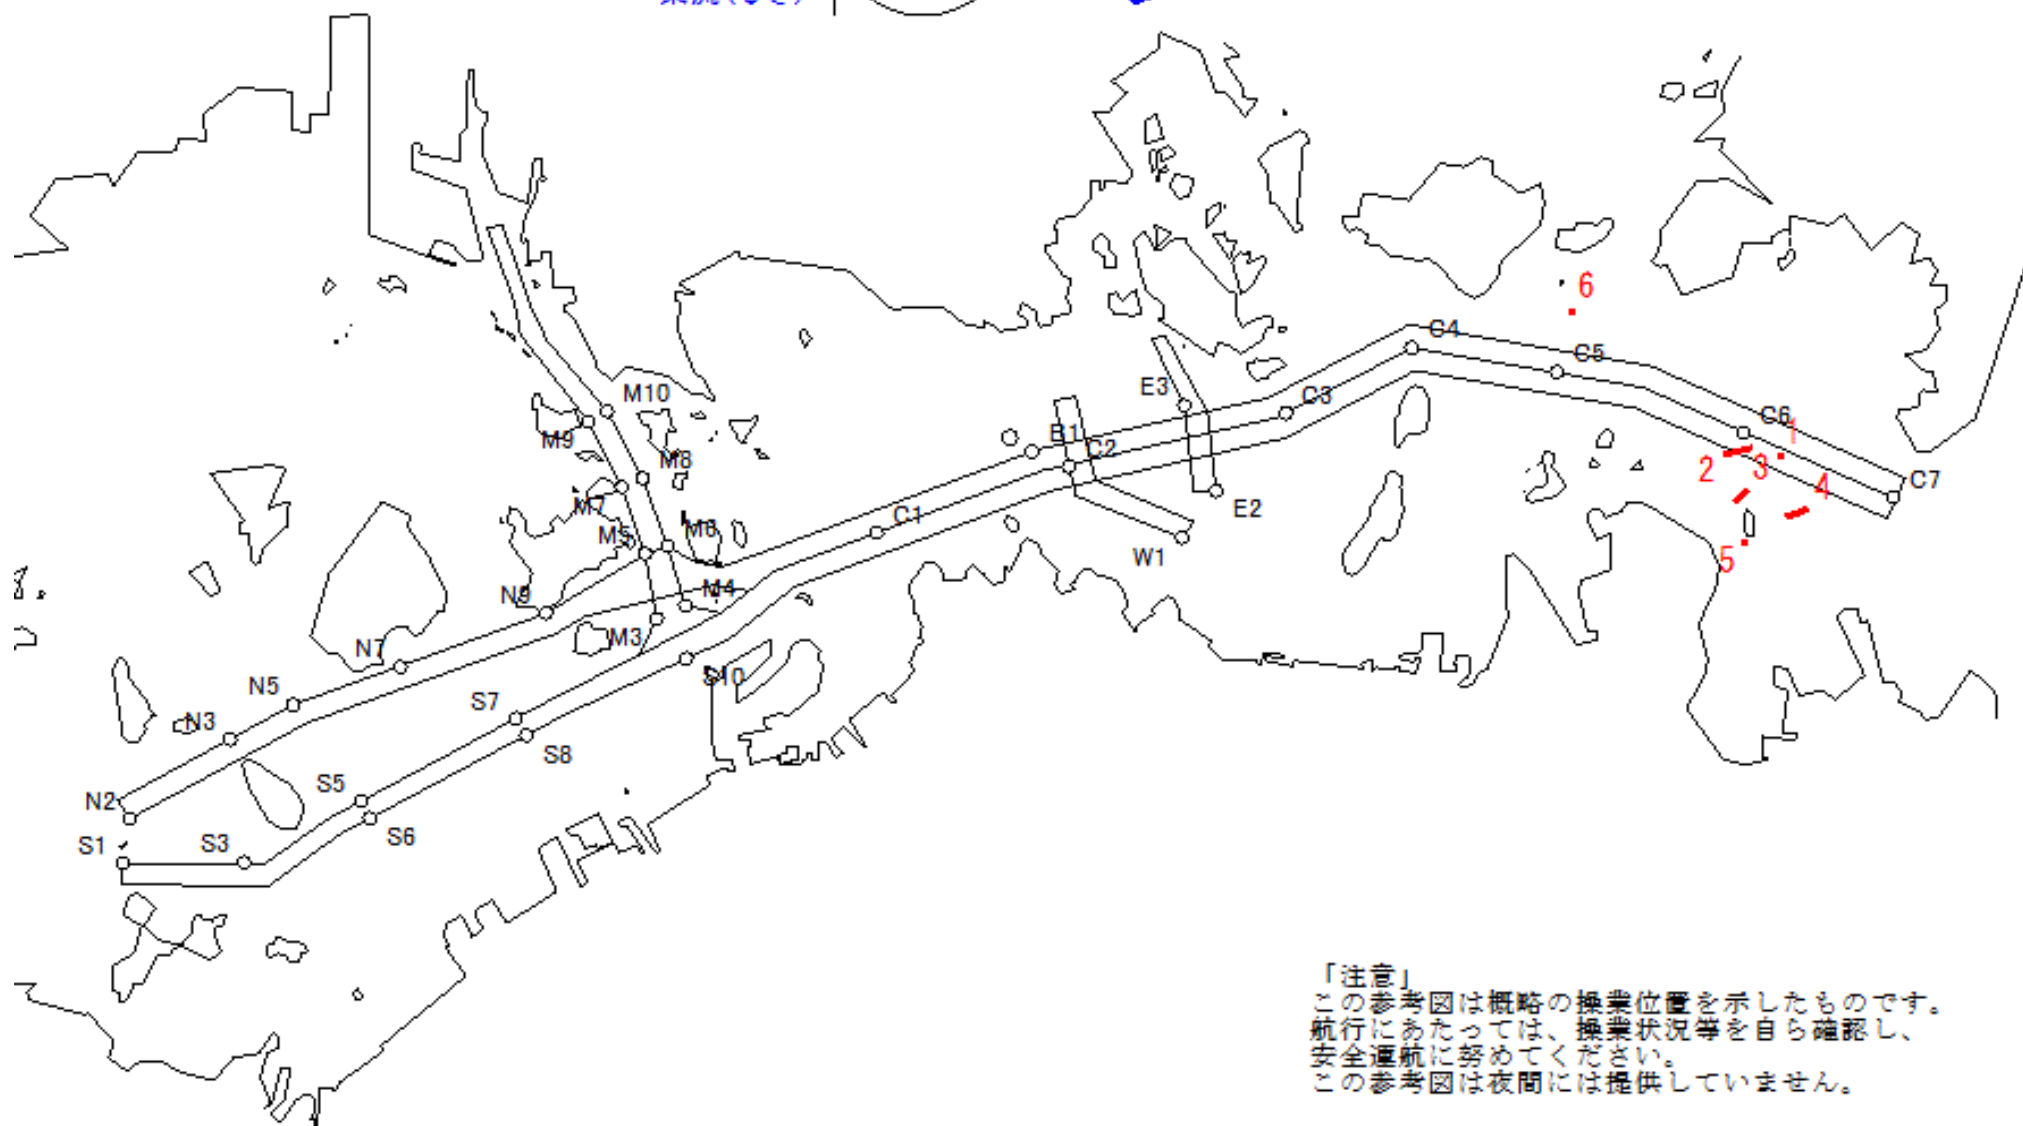 6
C4
C5
E3
M10
C6
1
C3
M9
B1
C2
M8
2
3
C7
4
M7
E2
M5
M6
C1
W1
5
N9
M4
M3
N7
S10
N5
S7
N3
S8
S5
N2
S6
S1
S3
「注意」
この参考図は概略の操業位置を示したものです。
航行にあたっては、操業状況等を自ら確認し、
安全運航に努めてください。
この参考図は夜間には提供していません。